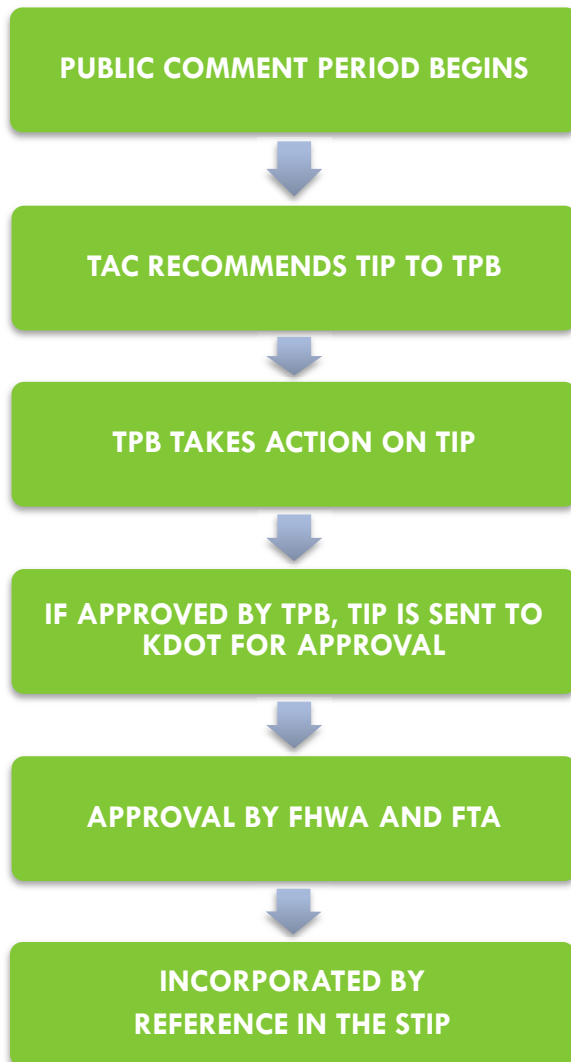 PUBLIC COMMENT PERIOD BEGINS
TAC RECOMMENDS TIP TO TPB
TPB TAKES ACTION ON TIP
IF APPROVED BY TPB, TIP IS SENT TO
KDOT FOR APPROVAL
APPROVAL BY FHWA AND FTA
INCORPORATED BY
REFERENCE IN THE STIP